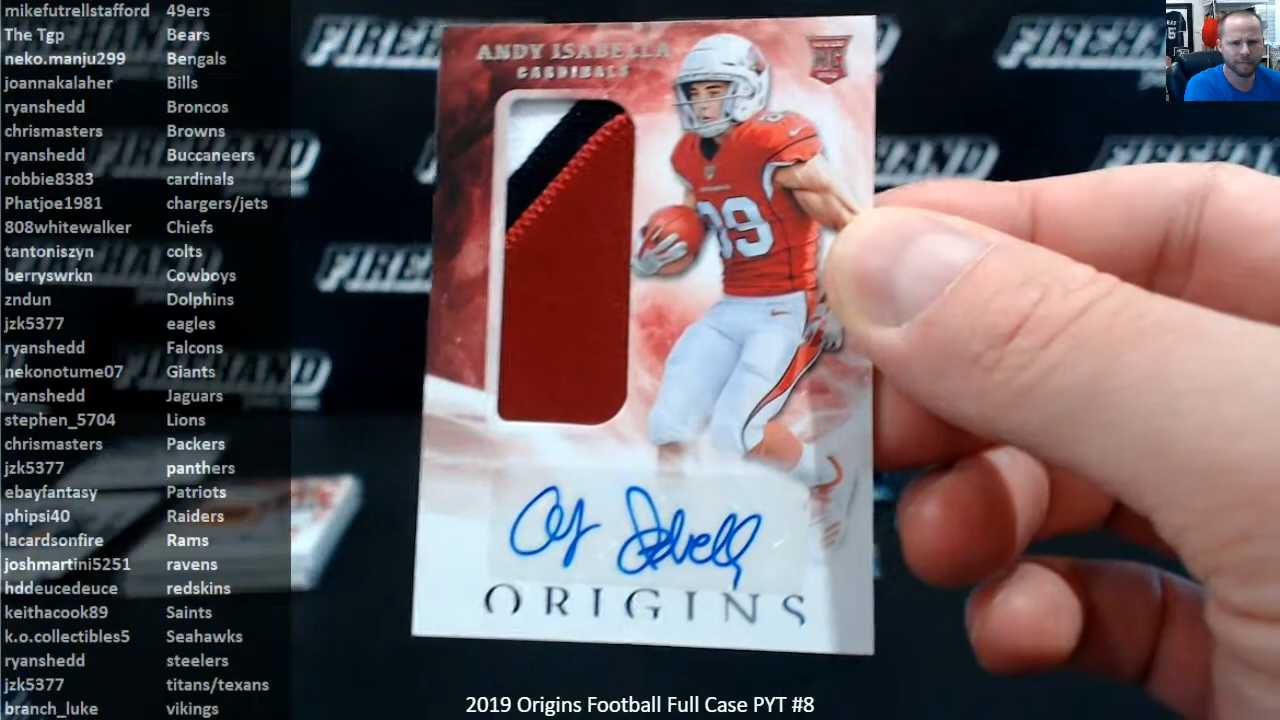 mikefutrellstafford 49ers
The Tgp Bears
neko.manju299 Bengals
joannakalaher Bills
ryanshedd Broncos
chrismasters Browns
ryanshedd Buccaneers
robbie8383 cardinals
Phatjoe1981 chargers/jets
808whitewalker Chiefs
tantoniszyn colts
berryswrkn Cowboys
zndun Dolphins
jzk5377 eagles
ryanshedd Falcons
nekonotume07 Giants
ryanshedd Jaguars
stephen_5704 Lions
chrismasters Packers
jzk5377 panthers
ebayfantasy Patriots
phipsi40 Raiders
lacardsonfire Rams
joshmartini5251 ravens
hddeucedeuce redskins
keithacook89 Saints
k.o.collectibles5 Seahawks
ryanshedd steelers
jzk5377 titans/texans
branch_luke vikings
ANDY ISABELLA
CARDINALS
RC
89
ORIGINS
FIREHAND
2019 Origins Football Full Case PYT #8